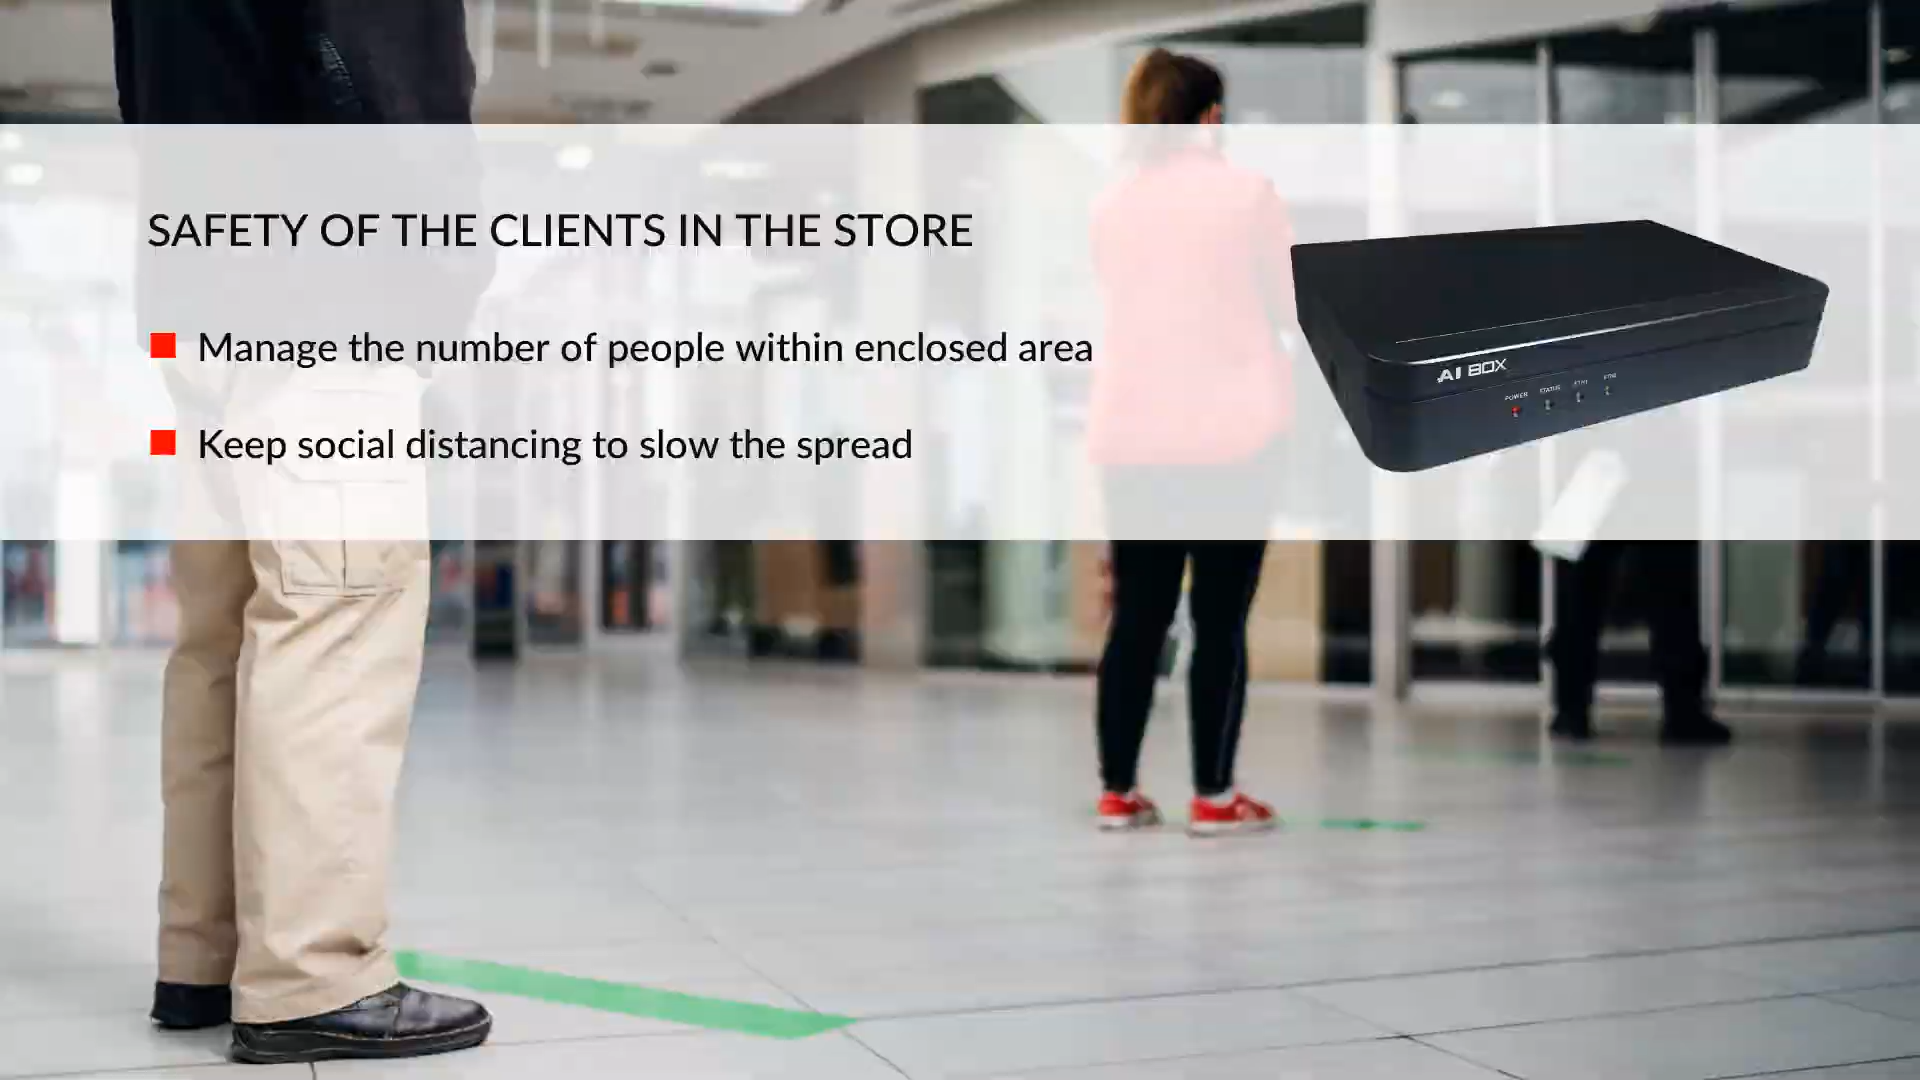 SAFETY OF THE CLIENTS IN THE STORE
Manage the number of people within enclosed area
Keep social distancing to slow the spread
AI BOX
POWER STATUS ETH1